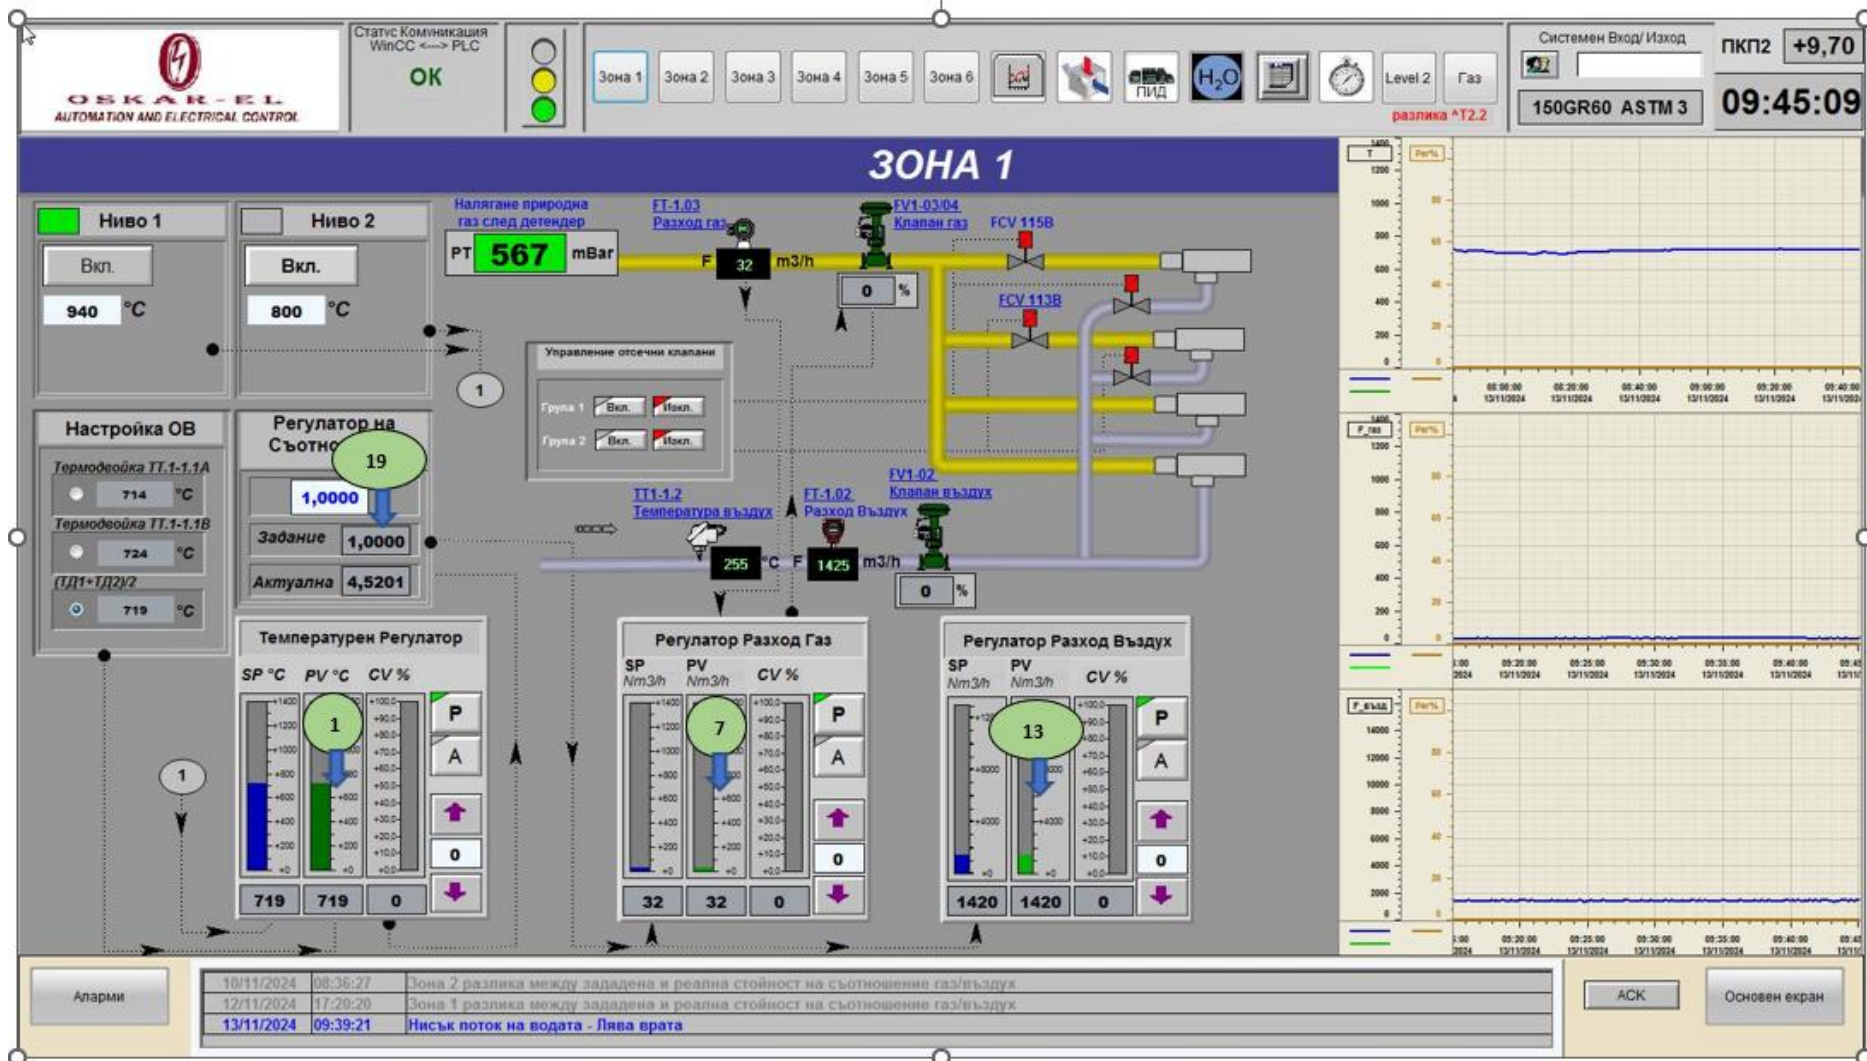 OSKAR-EL
AUTOMATION AND ELECTRICAL CONTROL
Статус Комуникация
WinCC <---> PLC
ОК
Зона 1
Зона 2
Зона 3
Зона 4
Зона 5
Зона 6
ПИД
H2O
Level 2
Газ
разлика ^T2.2
Системен Вход/ Изход
150GR60 ASTM 3
ПКП2 +9,70
09:45:09
ЗОНА 1
Ниво 1
Вкл.
940 °C
Ниво 2
Вкл.
800 °C
Налягане природна
газ след детендер
PT 567 mBar
FT-1.03
Разход газ
F 32 m3/h
FV1-03/04
Клапан газ
0 %
FCV 115B
FCV 113B
1
Управление отсечни клапани
Група 1 Вкл. Изкл.
Група 2 Вкл. Изкл.
Настройка ОВ
Термодвойка ТТ.1-1.1А
714 °C
Термодвойка ТТ.1-1.1В
724 °C
(ТД1+ТД2)/2
719 °C
Регулатор на
19
1,0000
Задание 1,0000
Актуална 4,5201
TT1-1.2
Температура въздух
255 °C
FT-1.02
Разход Въздух
F 1425 m3/h
FV1-02
Клапан въздух
0 %
Температурен Регулатор
SP °C PV °C CV %
1
P
A
0
719 719 0
1
Регулатор Разход Газ
SP PV
Nm3/h Nm3/h CV %
7
P
A
0
32 32 0
Регулатор Разход Въздух
SP PV
Nm3/h Nm3/h CV %
13
P
A
0
1420 1420 0
T Per%
F_газ Per%
F_възд Per%
Аларми
10/11/2024 08:36:27 Зона 2 разлика между зададена и реална стойност на съотношение газ/въздух
12/11/2024 17:20:20 Зона 1 разлика между зададена и реална стойност на съотношение газ/въздух
13/11/2024 09:39:21 Нисък поток на водата - Лява врата
ACK
Основен екран